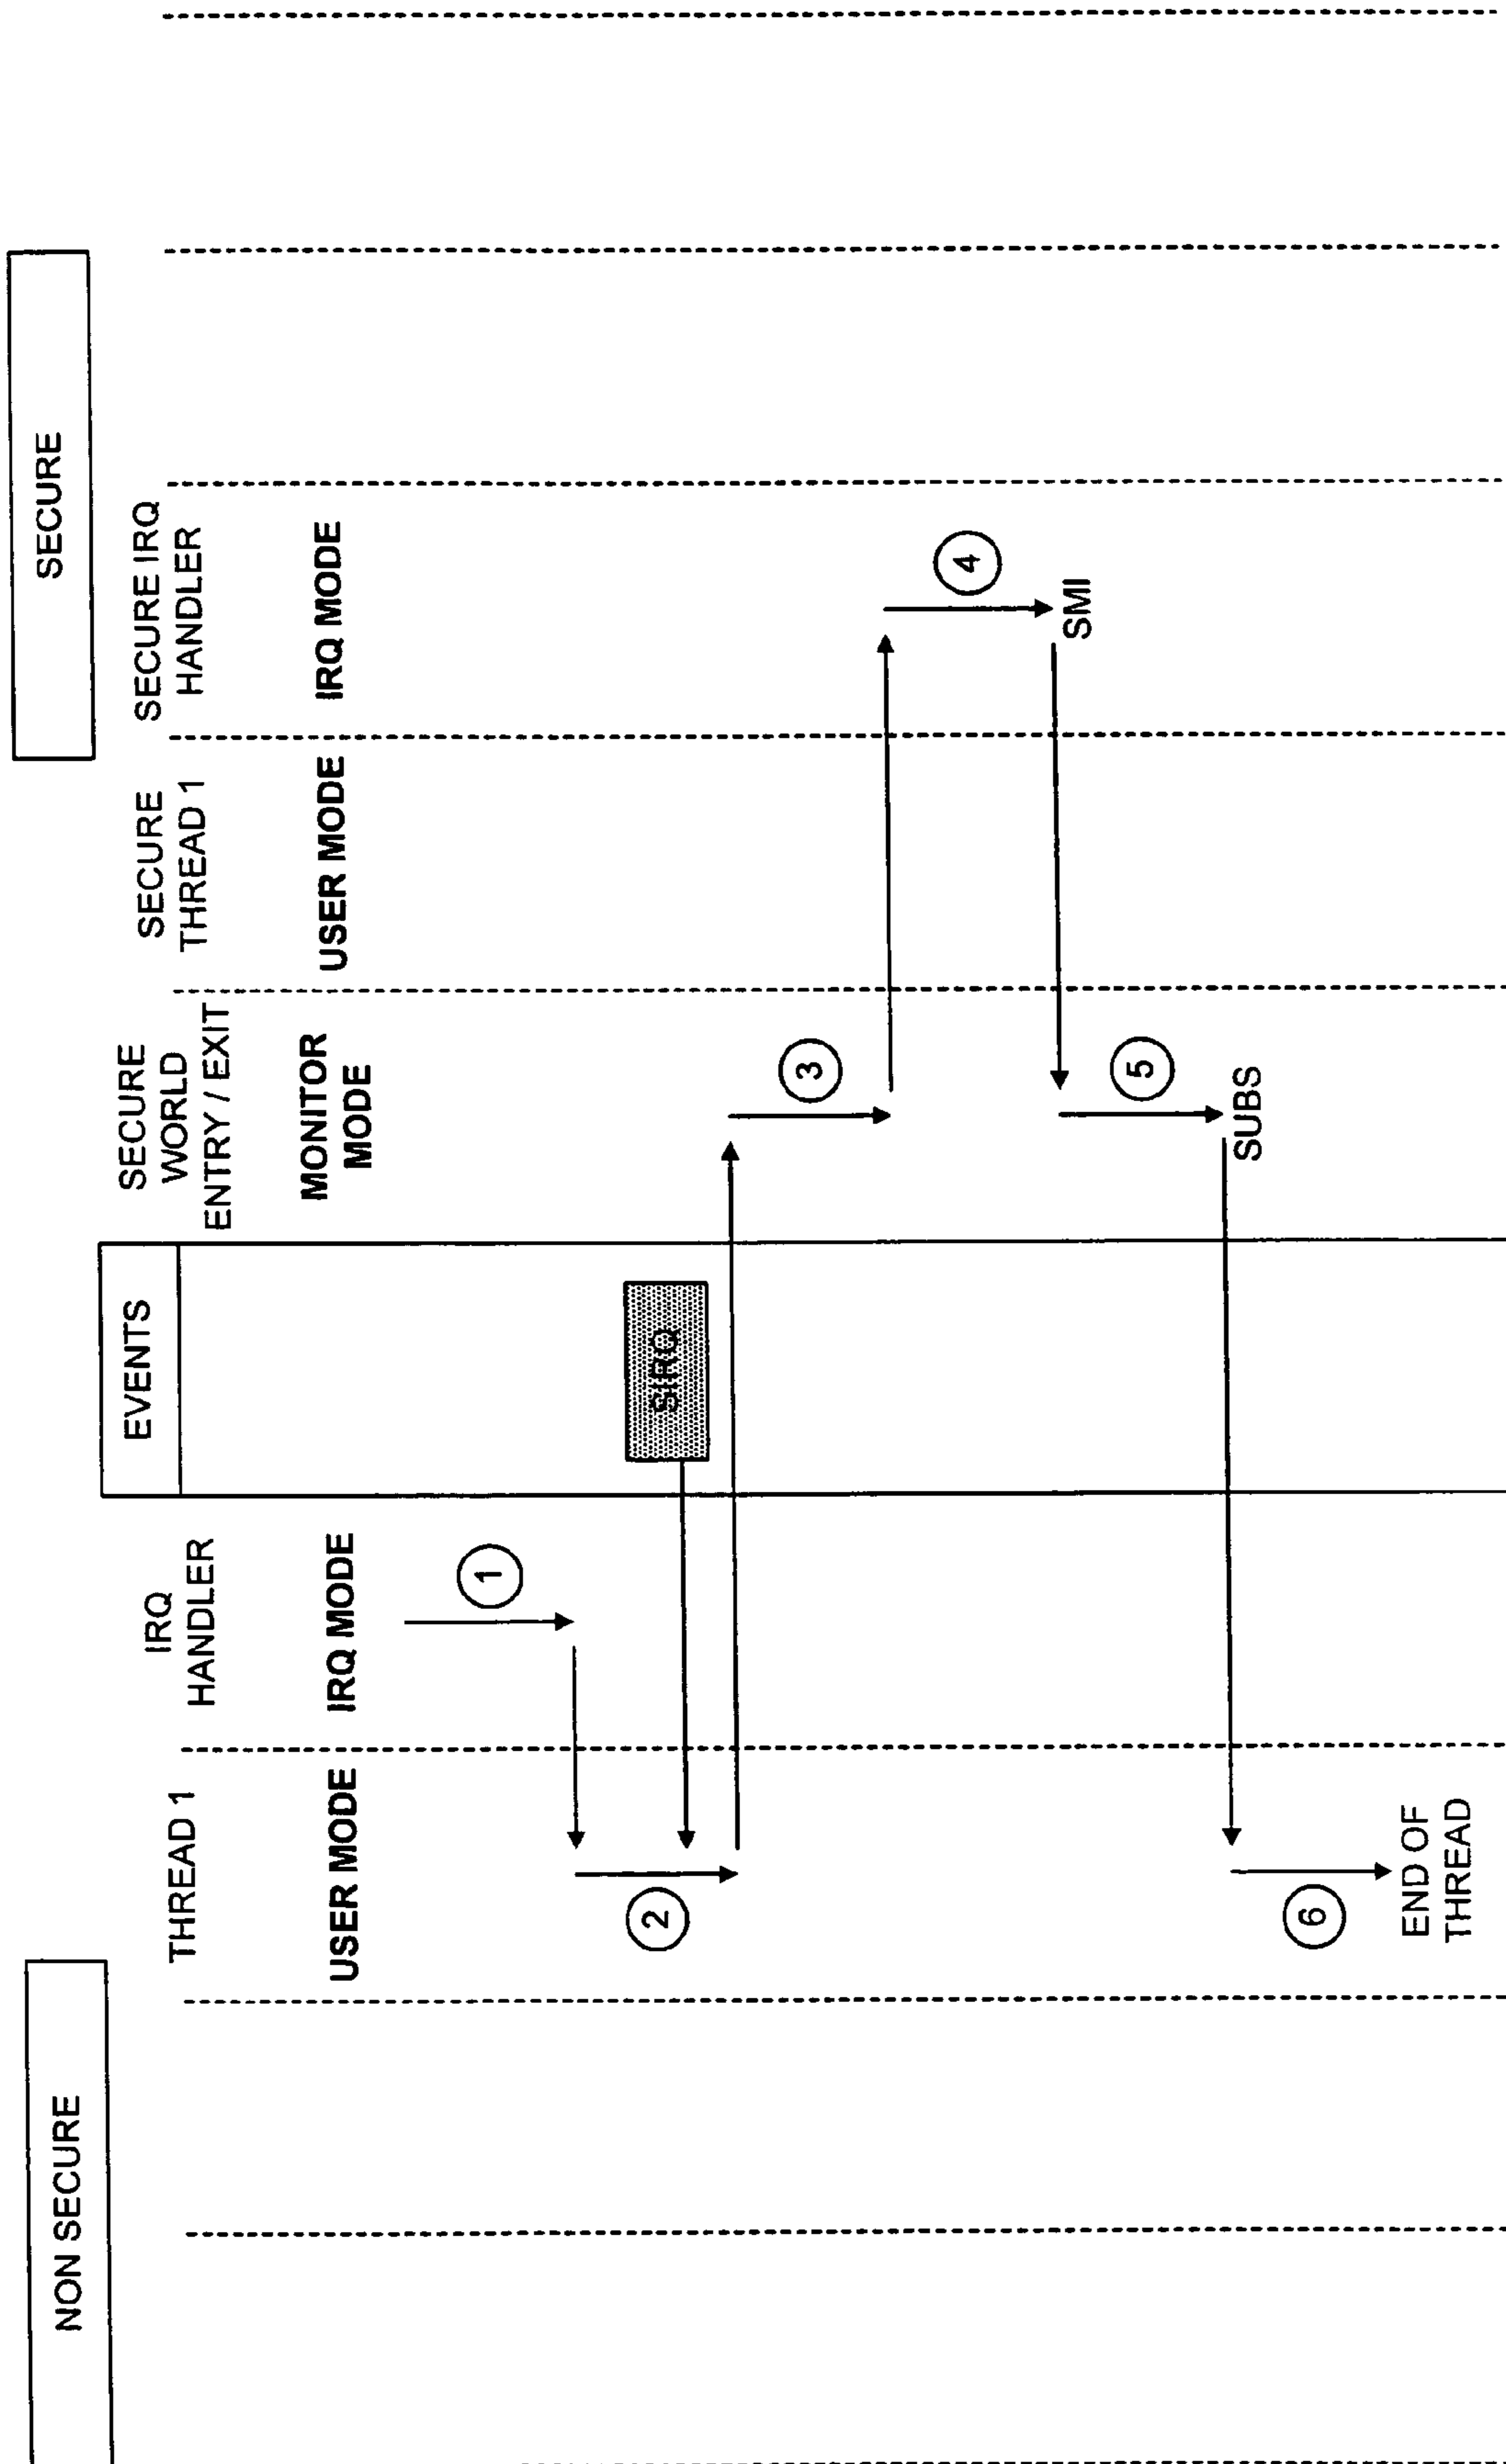 NON SECURE
SECURE
THREAD 1
IRQ
HANDLER
EVENTS
SECURE
WORLD
ENTRY / EXIT
SECURE
THREAD 1
SECURE IRQ
HANDLER
USER MODE
IRQ MODE
MONITOR
MODE
USER MODE
IRQ MODE
1
2
SIRQ
3
4
SMI
5
SUBS
6
END OF
THREAD